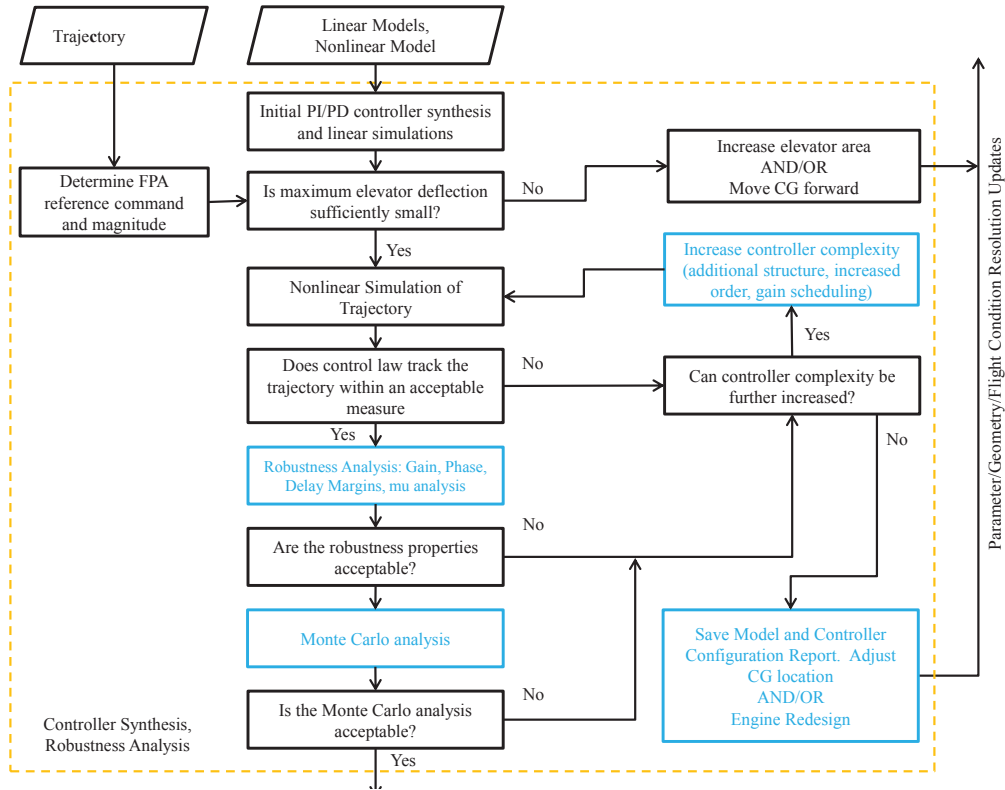 Trajectory
Linear Models,
Nonlinear Model
Initial PI/PD controller synthesis
and linear simulations
Determine FPA
reference command
and magnitude
Is maximum elevator deflection
sufficiently small?
No
Increase elevator area
AND/OR
Move CG forward
Yes
Nonlinear Simulation of
Trajectory
Increase controller complexity
(additional structure, increased
order, gain scheduling)
Yes
Does control law track the
trajectory within an acceptable
measure
No
Can controller complexity be
further increased?
Yes
No
Robustness Analysis: Gain, Phase,
Delay Margins, mu analysis
No
Are the robustness properties
acceptable?
Monte Carlo analysis
Save Model and Controller
Configuration Report.  Adjust
CG location
AND/OR
Engine Redesign
No
Is the Monte Carlo analysis
acceptable?
Yes
Controller Synthesis,
Robustness Analysis
Parameter/Geometry/Flight Condition Resolution Updates